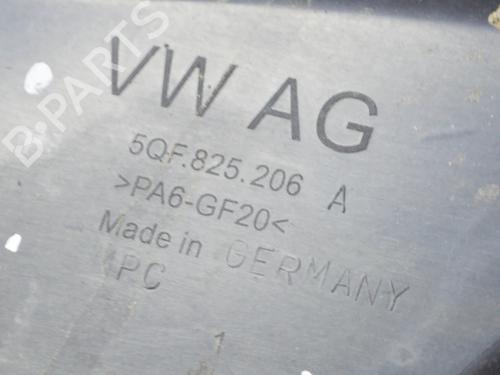 VW AG
5QF.825.206 A
>PA6-GF20<
Made in GERMANY
PC
1
B-PARTS